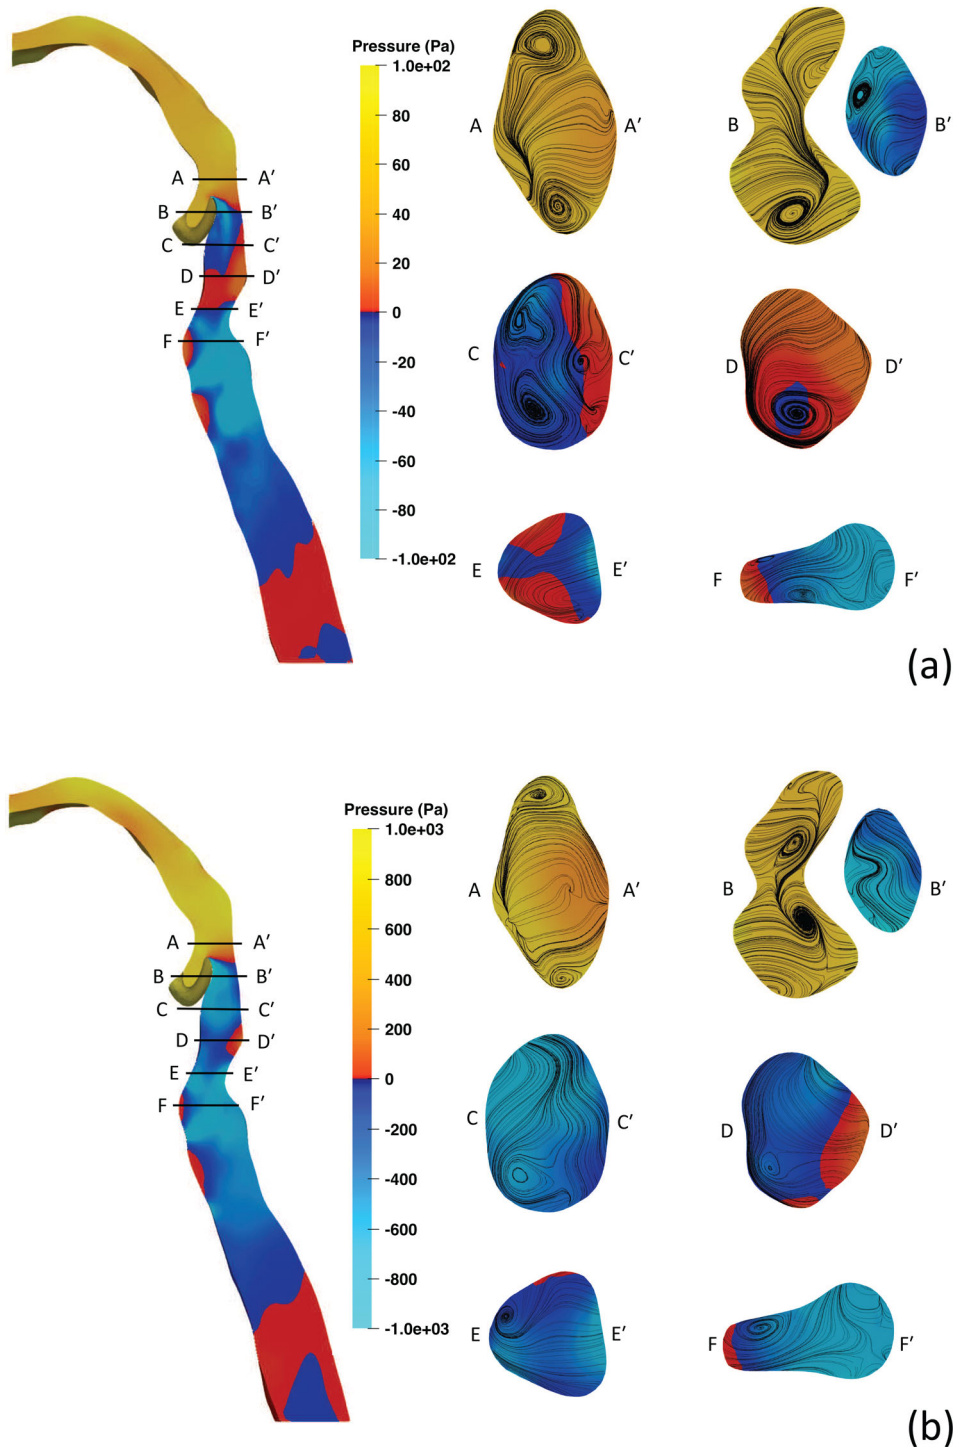 Pressure (Pa)
1.0e+02
80
60
40
20
0
-20
-40
-60
-80
-1.0e+02
A A′
B B′
C C′
D D′
E E′
F F′
A A′
B B′
C C′
D D′
E E′
F F′
(a)
Pressure (Pa)
1.0e+03
800
600
400
200
0
-200
-400
-600
-800
-1.0e+03
A A′
B B′
C C′
D D′
E E′
F F′
A A′
B B′
C C′
D D′
E E′
F F′
(b)